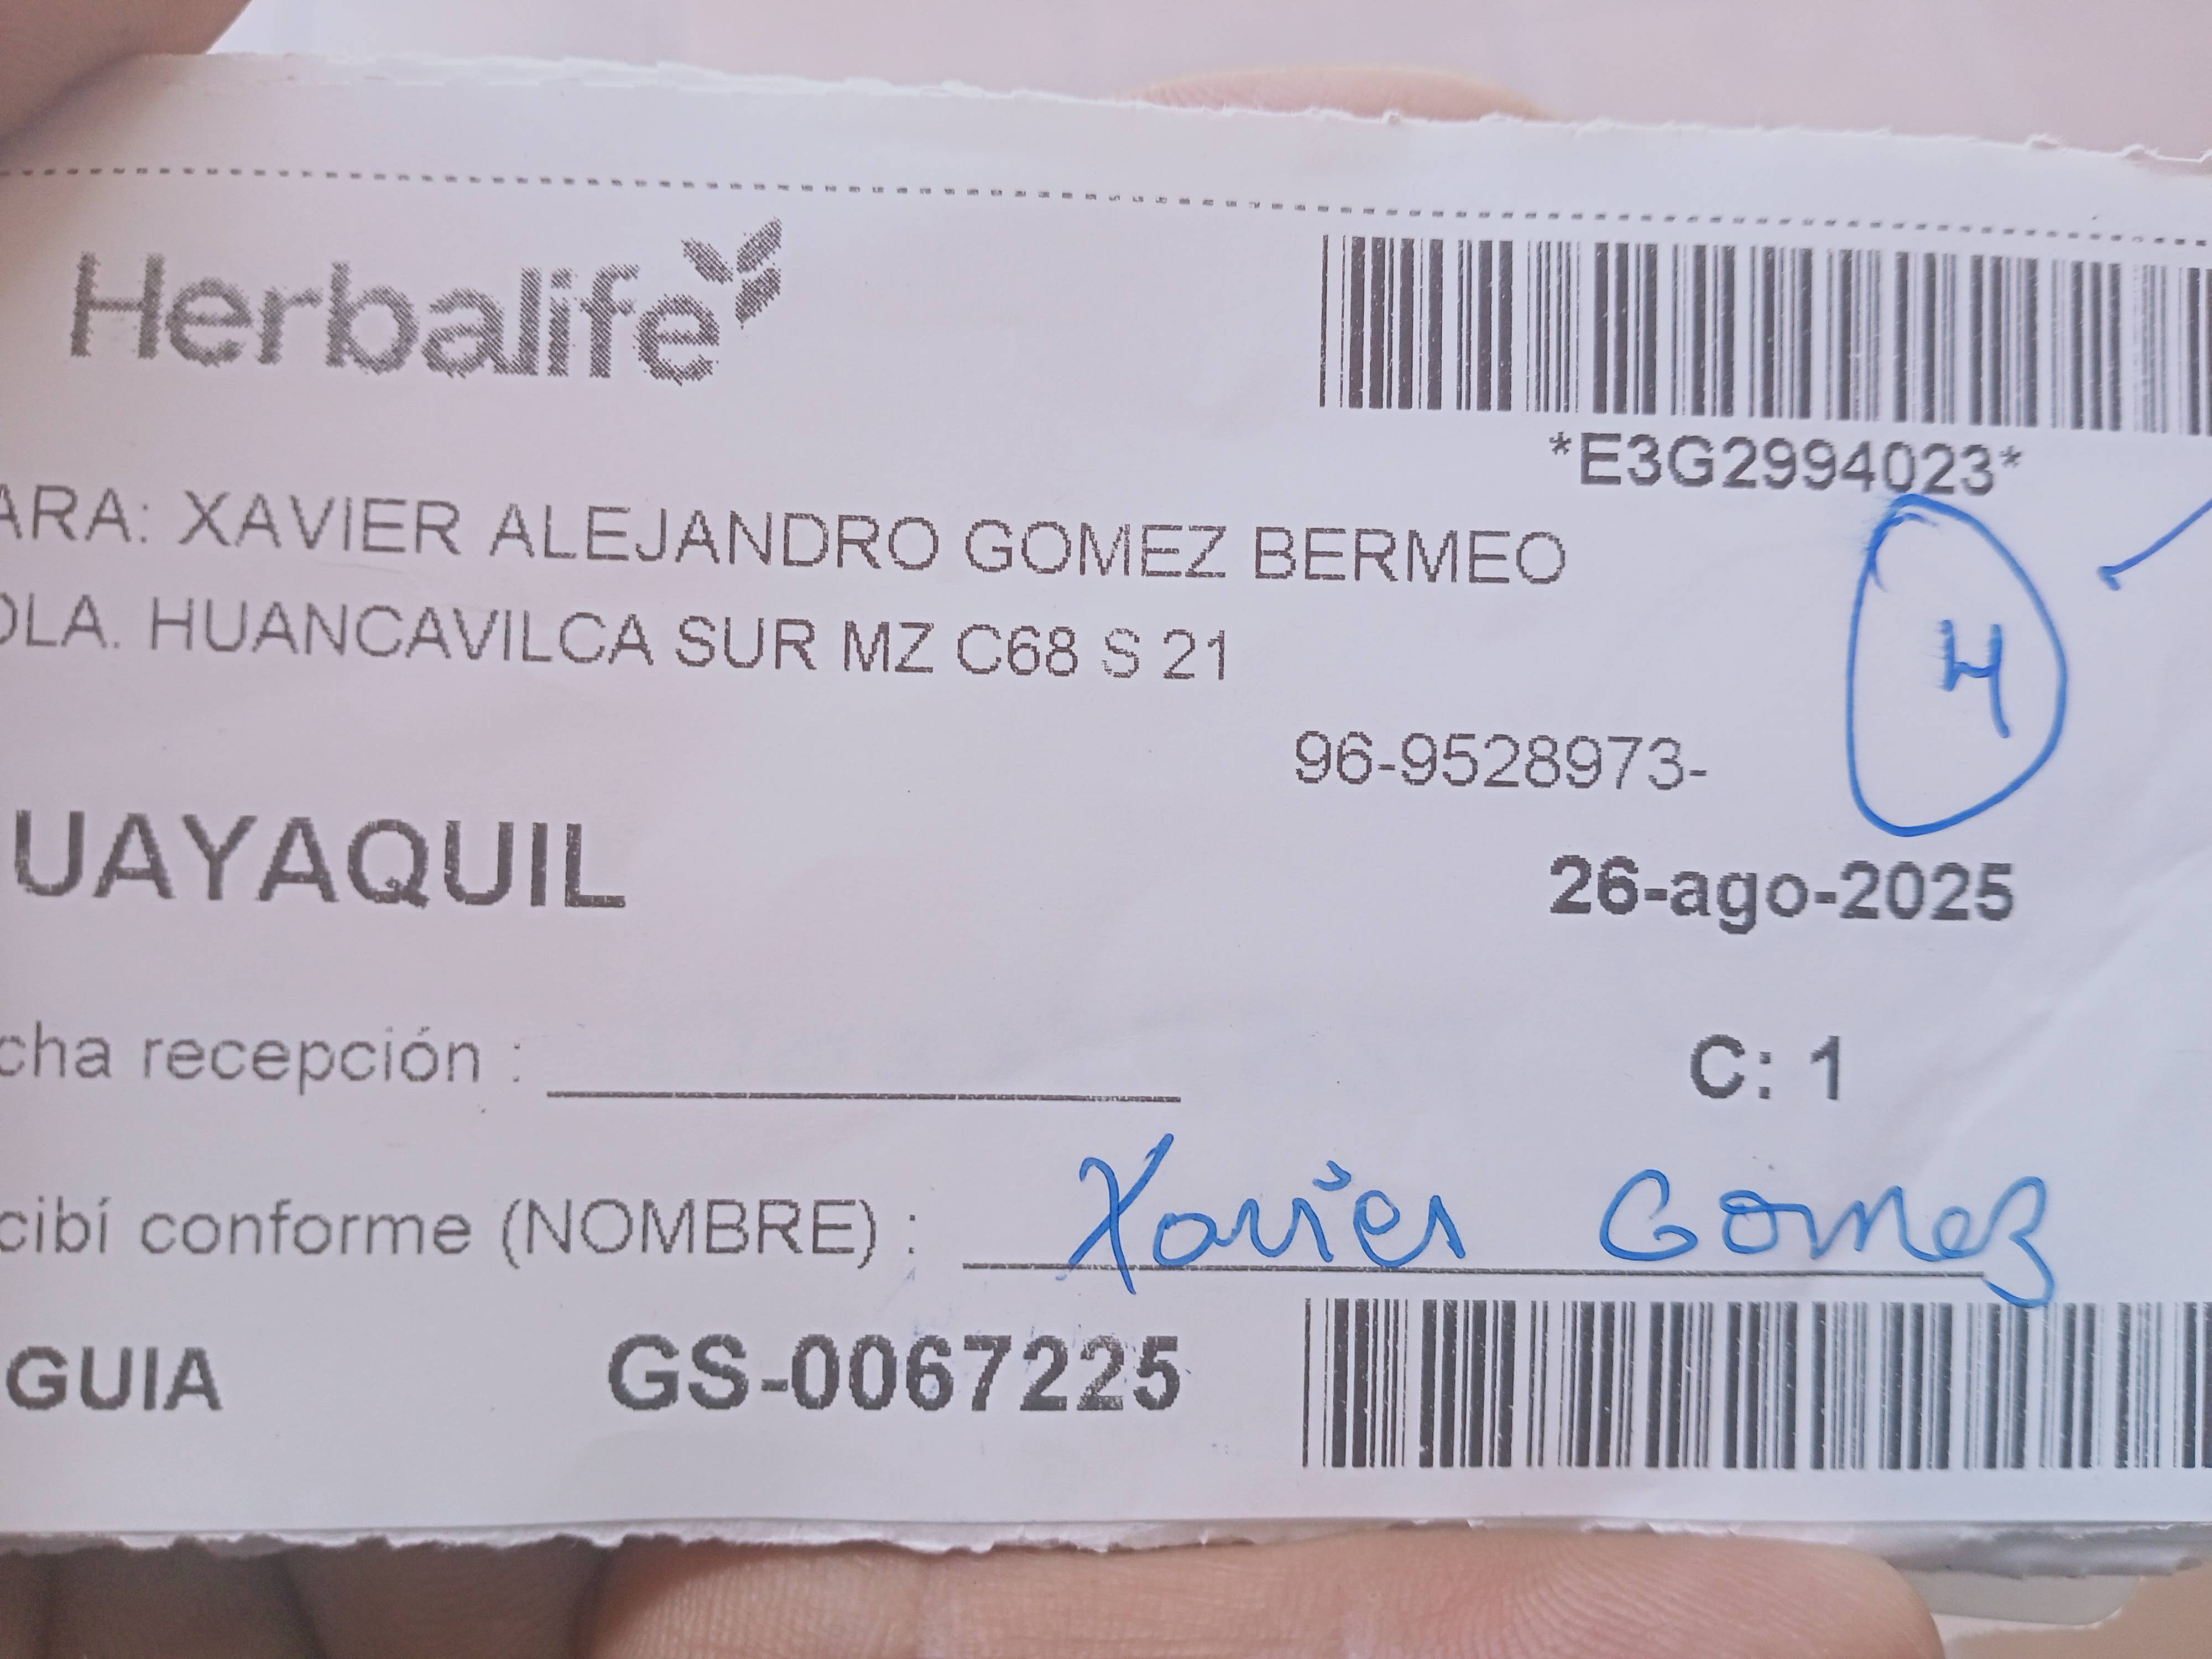 Herbalife
*E3G2994023*
ARA: XAVIER ALEJANDRO GOMEZ BERMEO
OLA. HUANCAVILCA SUR MZ C68 S 21
4
96-9528973-
UAYAQUIL
26-ago-2025
cha recepción :
C: 1
cibí conforme (NOMBRE) : Xavier Gomez
GUIA GS-0067225